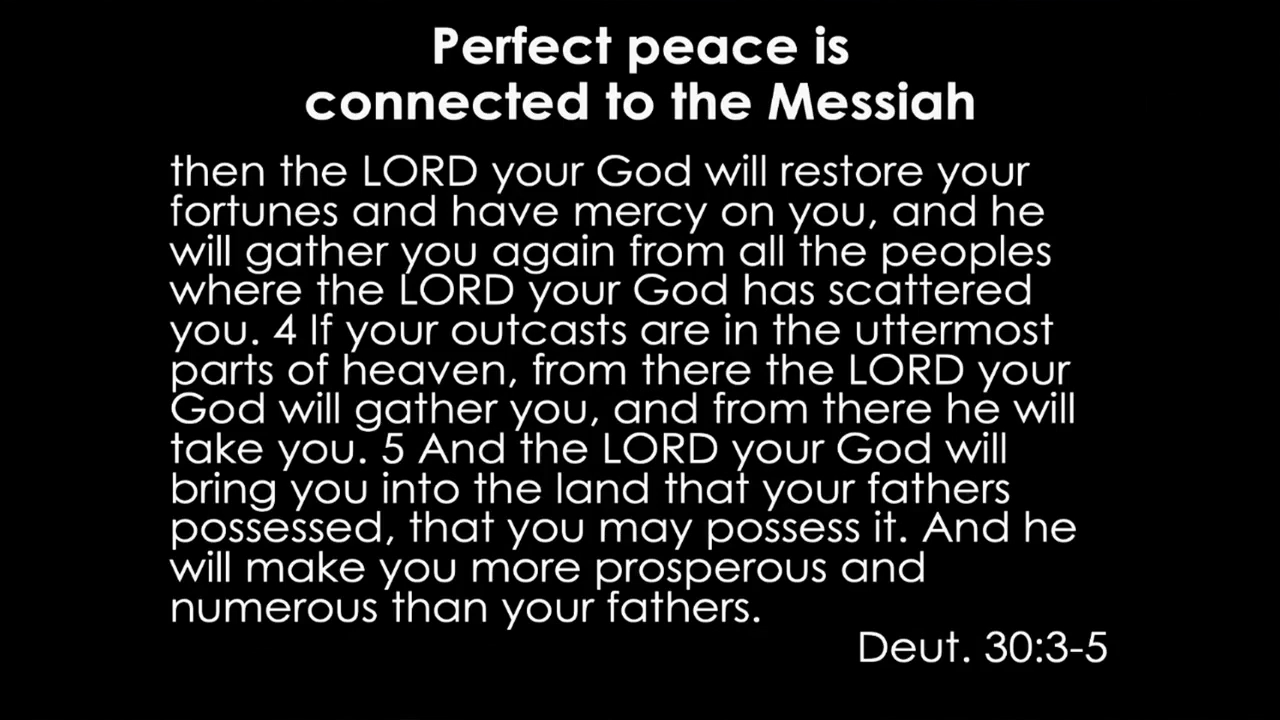 Perfect peace is
connected to the Messiah
then the LORD your God will restore your
fortunes and have mercy on you, and he
will gather you again from all the peoples
where the LORD your God has scattered
you. 4 If your outcasts are in the uttermost
parts of heaven, from there the LORD your
God will gather you, and from there he will
take you. 5 And the LORD your God will
bring you into the land that your fathers
possessed, that you may possess it. And he
will make you more prosperous and
numerous than your fathers.
Deut. 30:3-5